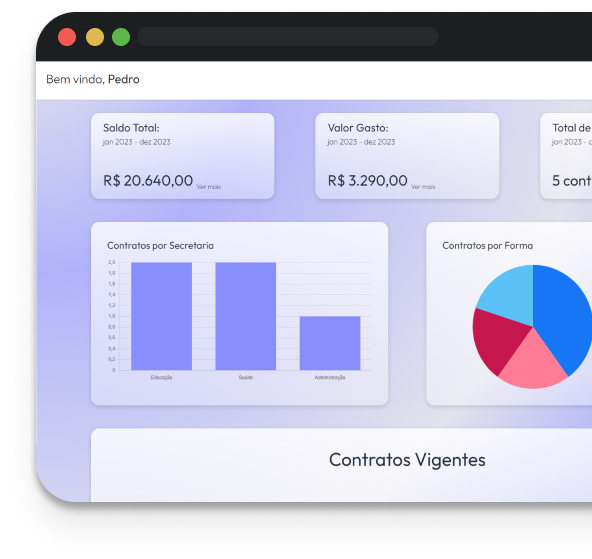 Bem vindo, Pedro
Saldo Total:
jan 2023 - dez 2023
R$ 20.640,00 Ver mais
Valor Gasto:
jan 2023 - dez 2023
R$ 3.290,00 Ver mais
Total de
jan 2023 - d
5 cont
Contratos por Secretaria
2,0
1,8
1,6
1,4
1,2
1,0
0,8
0,6
0,4
0,2
0
Educação Saúde Administração
Contratos por Forma
Contratos Vigentes